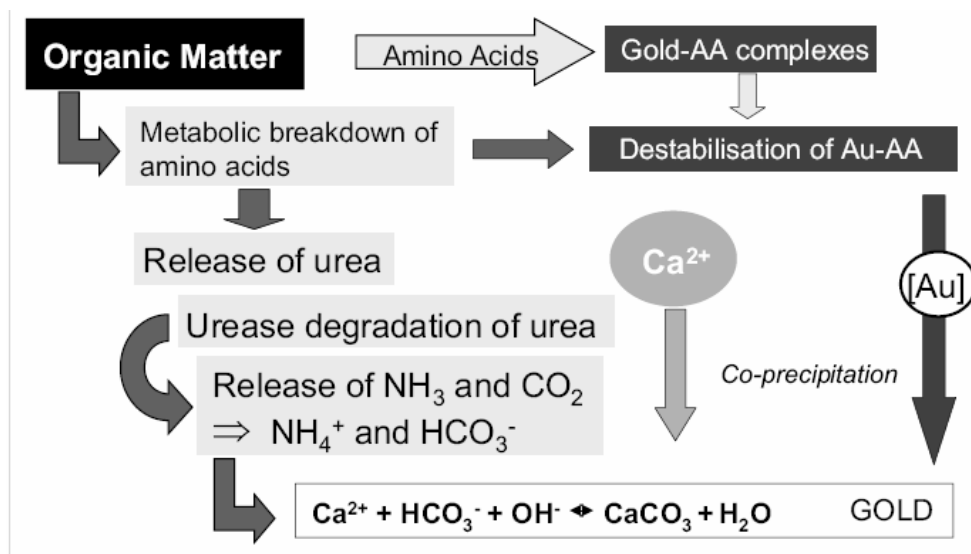 Organic Matter
Amino Acids
Gold-AA complexes
Metabolic breakdown of
amino acids
Destabilisation of Au-AA
Release of urea
Ca²⁺
[Au]
Urease degradation of urea
Release of NH₃ and CO₂
⇒ NH₄⁺ and HCO₃⁻
Co-precipitation
Ca²⁺ + HCO₃⁻ + OH⁻ ↔ CaCO₃ + H₂O
GOLD